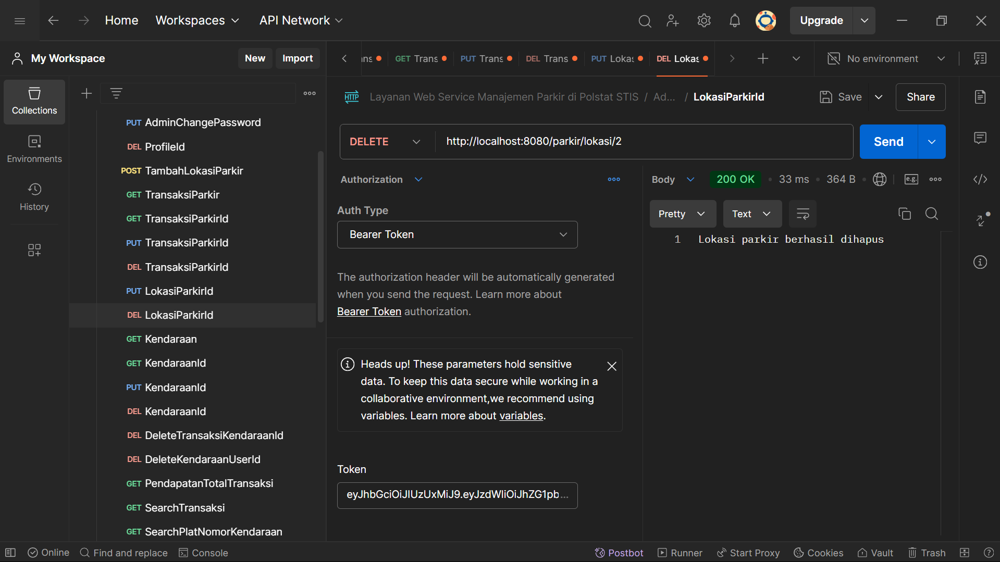 Home
Workspaces
API Network
Upgrade
My Workspace
New
Import
ns
GET Trans
PUT Trans
DEL Trans
PUT Lokas
DEL Lokas
No environment
Collections
Environments
History
PUT AdminChangePassword
DEL ProfileId
POST TambahLokasiParkir
GET TransaksiParkir
GET TransaksiParkirId
PUT TransaksiParkirId
DEL TransaksiParkirId
PUT LokasiParkirId
DEL LokasiParkirId
GET Kendaraan
GET KendaraanId
PUT KendaraanId
DEL KendaraanId
DEL DeleteTransaksiKendaraanId
DEL DeleteKendaraanUserId
GET PendapatanTotalTransaksi
GET SearchTransaksi
GET SearchPlatNomorKendaraan
HTTP Layanan Web Service Manajemen Parkir di Polstat STIS / Ad... / LokasiParkirId
Save
Share
DELETE
http://localhost:8080/parkir/lokasi/2
Send
Authorization
Auth Type
Bearer Token
The authorization header will be automatically generated
when you send the request. Learn more about
Bearer Token authorization.
Heads up! These parameters hold sensitive
data. To keep this data secure while working in a
collaborative environment,we recommend using
variables. Learn more about variables.
Token
eyJhbGciOiJIUzUxMiJ9.eyJzdWIiOiJhZG1pb...
Body
200 OK
33 ms
364 B
e.g.
Pretty
Text
1 Lokasi parkir berhasil dihapus
Online
Find and replace
Console
Postbot
Runner
Start Proxy
Cookies
Vault
Trash